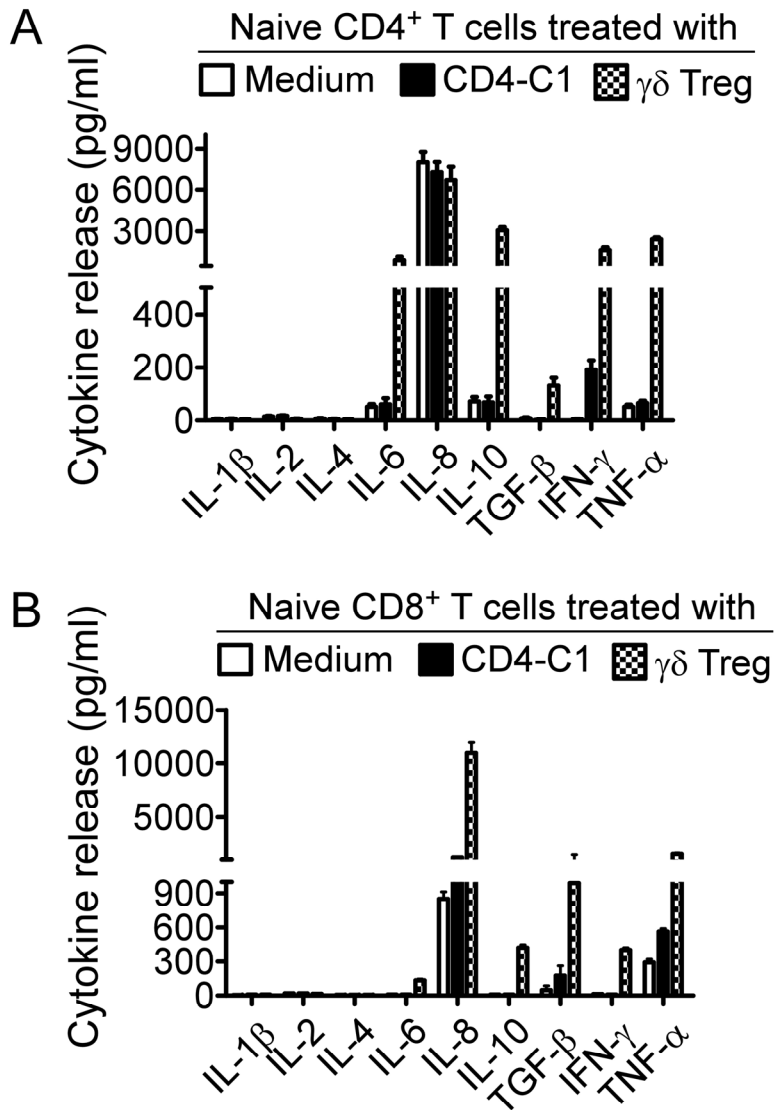 A
Naive CD4+ T cells treated with
Medium CD4-C1 γδ Treg
Cytokine release (pg/ml)
9000
6000
3000
400
200
0
IL-1β IL-2 IL-4 IL-6 IL-8 IL-10 TGF-β IFN-γ TNF-α
B
Naive CD8+ T cells treated with
Medium CD4-C1 γδ Treg
Cytokine release (pg/ml)
15000
10000
5000
900
600
300
0
IL-1β IL-2 IL-4 IL-6 IL-8 IL-10 TGF-β IFN-γ TNF-α